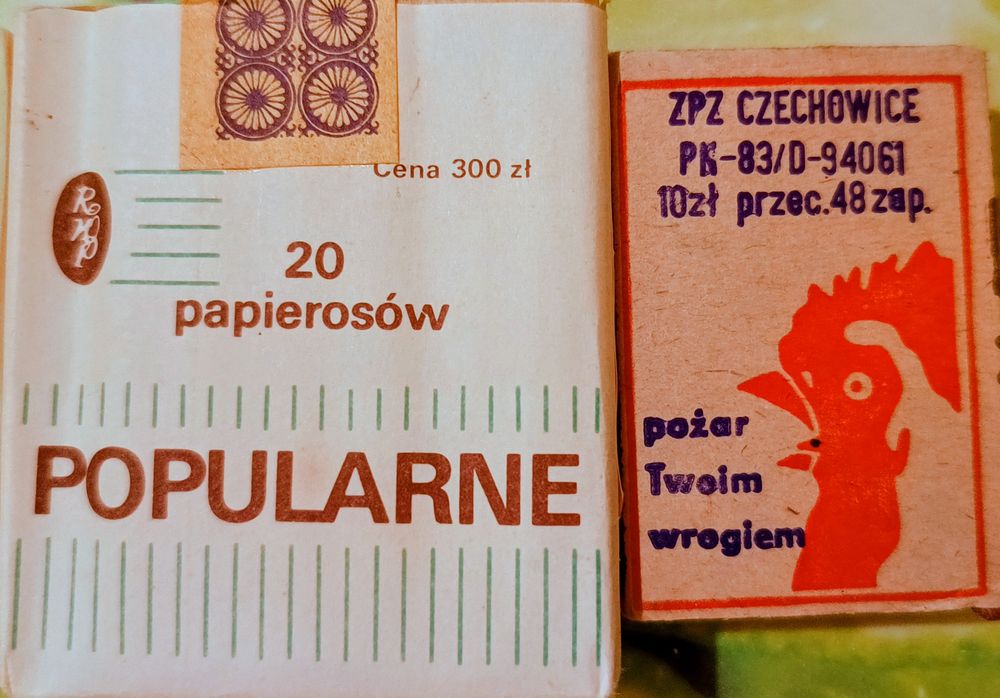 Cena 300 zł
20
papierosów
POPULARNE
ZPZ CZECHOWICE
PK-83/D-94061
10zł przec. 48 zap.
pożar
Twoim
wrogiem